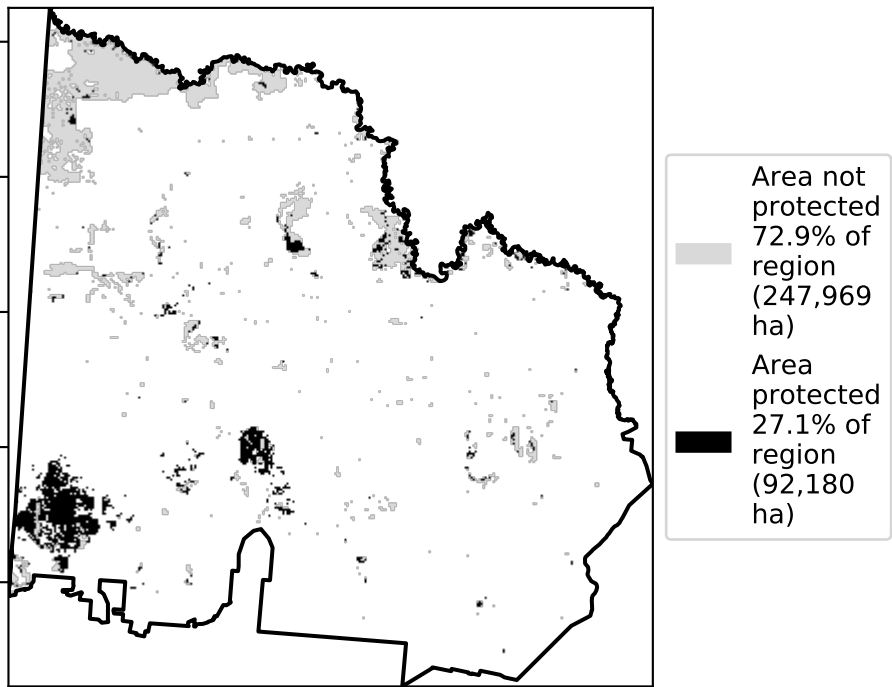 Area not
protected
72.9% of
region
(247,969
ha)
Area
protected
27.1% of
region
(92,180
ha)